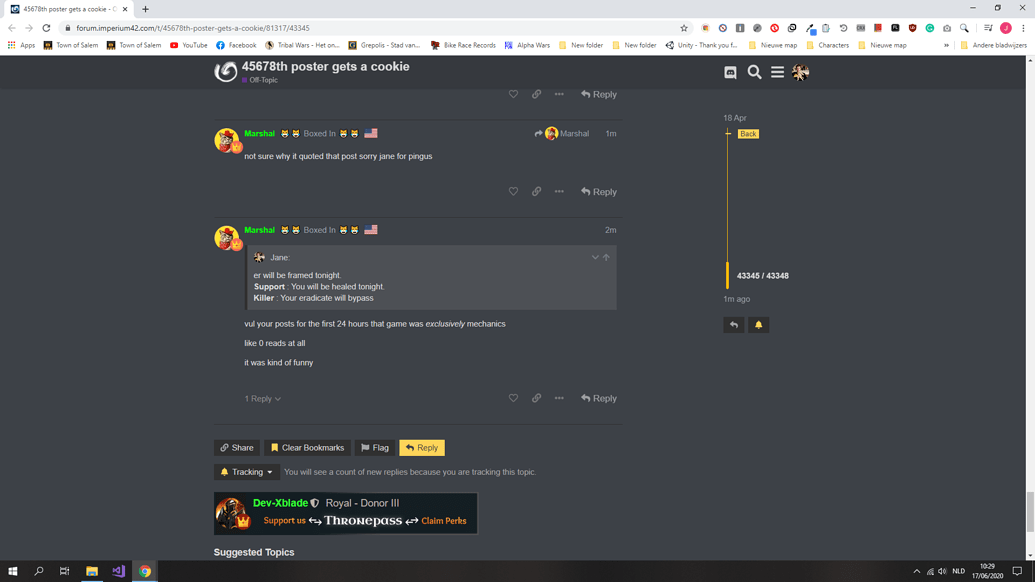 45678th poster gets a cookie - O
forum.imperium42.com/t/45678th-poster-gets-a-cookie/81317/43345
Apps
Town of Salem
Town of Salem
YouTube
Facebook
Tribal Wars - Het on...
Grepolis - Stad van...
Bike Race Records
Alpha Wars
New folder
New folder
Unity - Thank you f...
Nieuwe map
Characters
Nieuwe map
»
Andere bladwijzers
45678th poster gets a cookie
Off-Topic
Reply
18 Apr
Back
Marshal Boxed In
Marshal 1m
not sure why it quoted that post sorry jane for pingus
Reply
Marshal Boxed In
2m
Jane:
er will be framed tonight.
Support : You will be healed tonight.
Killer : Your eradicate will bypass
43345 / 43348
1m ago
vul your posts for the first 24 hours that game was exclusively mechanics
like 0 reads at all
it was kind of funny
1 Reply
Reply
Share
Clear Bookmarks
Flag
Reply
Tracking
You will see a count of new replies because you are tracking this topic.
Dev-Xblade Royal - Donor III
Support us Thronepass Claim Perks
Suggested Topics
NLD
10:29
17/06/2020